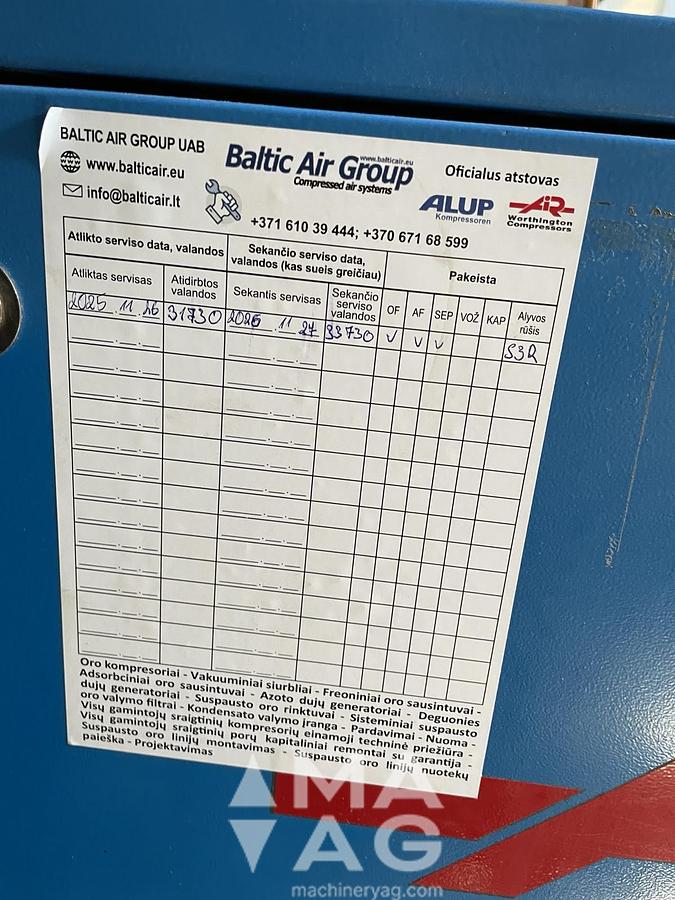 BALTIC AIR GROUP UAB
www.balticair.eu
info@balticair.lt
www.balticair.eu
Baltic Air Group
Compressed air systems
Oficialus atstovas
ALUP
Kompressoren
AiR
Worthington
Compressors
+371 610 39 444; +370 671 68 599
Atlikto serviso data, valandos
Sekančio serviso data,
valandos (kas sueis greičiau)
Pakeista
Atliktas servisas
Atidirbtos
valandos
Sekantis servisas
Sekančio
serviso
valandos
OF
AF
SEP
VOŽ
KAP
Alyvos
rūšis
2025 11 26
31730
2026 11 27
33730
V
V
V
S3R
Oro kompresoriai - Vakuuminiai siurbliai - Freoniniai oro sausintuvai -
Adsorbciniai oro sausintuvai - Azoto dujų generatoriai - Deguonies
dujų generatoriai - Suspausto oro rinktuvai - Sisteminiai suspausto
oro valymo filtrai - Kondensato valymo įranga - Pardavimai - Nuoma -
Visų gamintojų sraigtinių kompresorių einamoji techninė priežiūra -
Visų gamintojų sraigtinių porų kapitaliniai remontai su garantija -
Suspausto oro linijų montavimas - Suspausto oro linijų nuotekų
paieška - Projektavimas
MA
AG
machineryag.com